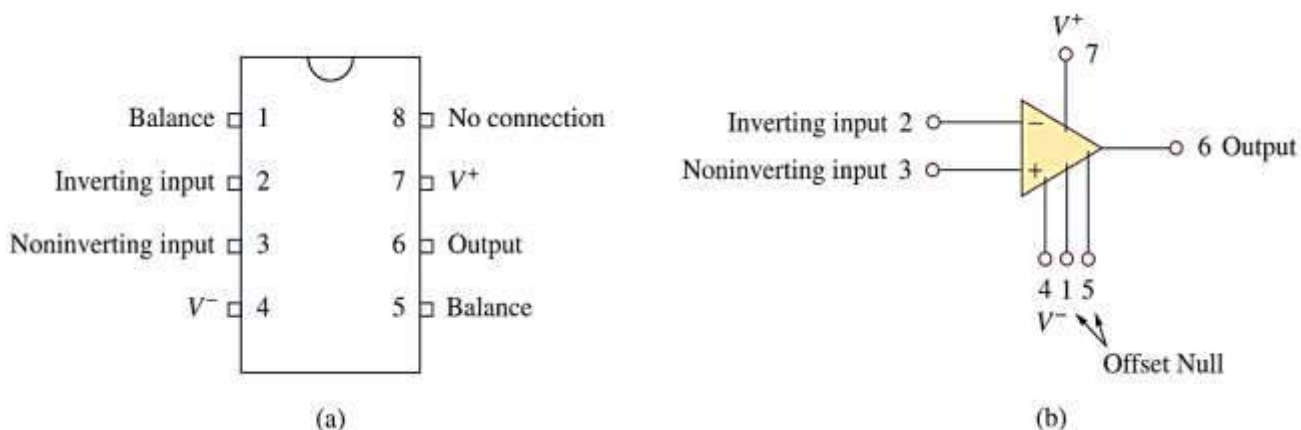 Balance 1
8 No connection
Inverting input 2
7 V+
Noninverting input 3
6 Output
V− 4
5 Balance
(a)
V+
7
Inverting input 2
−
Noninverting input 3
+
6 Output
4 1 5
V−
Offset Null
(b)